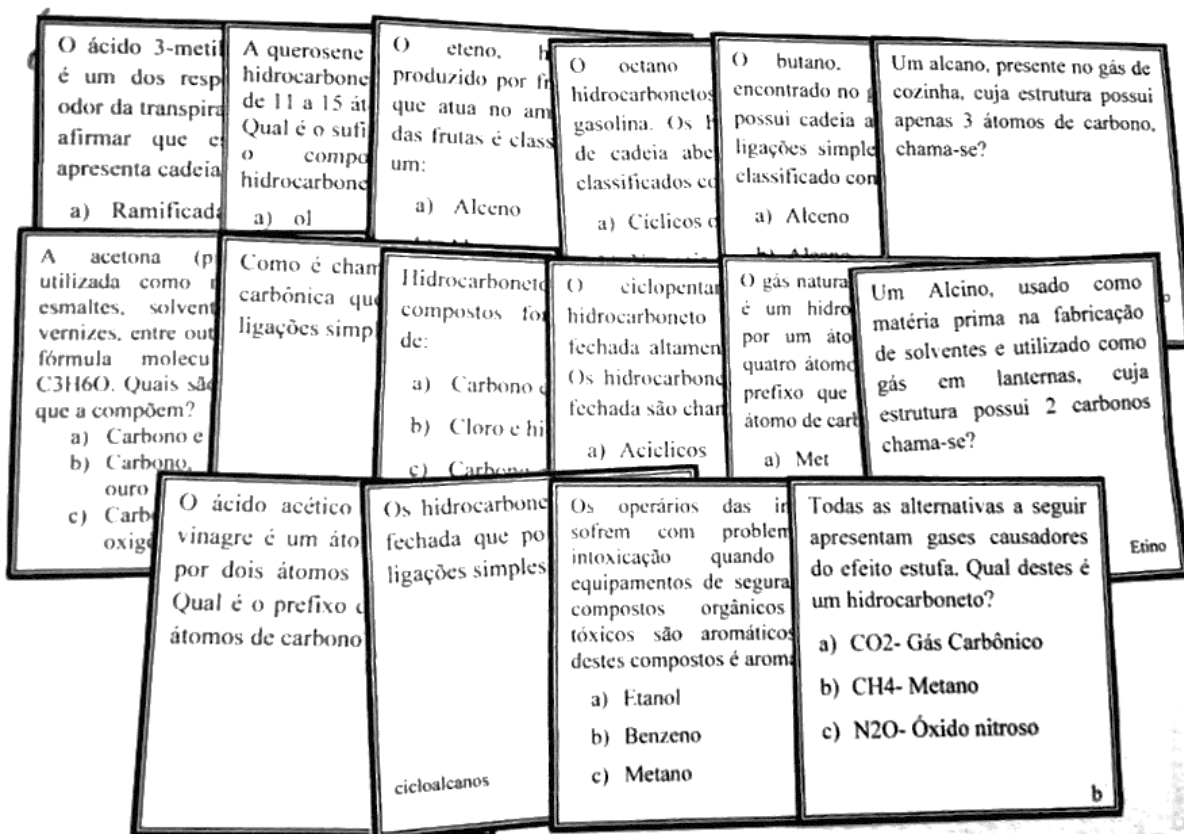 O ácido 3-metil
é um dos resp
odor da transpira
afirmar que e
apresenta cadeia
a) Ramificada
A querosene
hidrocarbone
de 11 a 15 át
Qual é o sufi
o compo
hidrocarbone
a) ol
O eteno, h
produzido por fr
que atua no am
das frutas é class
um:
a) Alceno
O octano
hidrocarbonetos
gasolina. Os h
de cadeia abe
classificados co
a) Cíclicos o
O butano,
encontrado no g
possui cadeia a
ligações simple
classificado com
a) Alceno
Um alcano, presente no gás de
cozinha, cuja estrutura possui
apenas 3 átomos de carbono,
chama-se?
A acetona (p
utilizada como r
esmaltes, solvent
vernizes, entre out
fórmula molecu
C3H6O. Quais são
que a compõem?
a) Carbono e
b) Carbono,
ouro
c) Carb
oxigê
Como é cham
carbônica que
ligações simp
Hidrocarboneto
compostos for
de:
a) Carbono e
b) Cloro e hi
c) Carbono
O ciclopentan
hidrocarboneto
fechada altamen
Os hidrocarbone
fechada são cham
a) Acíclicos
O gás natura
é um hidro
por um áto
quatro átomo
prefixo que
átomo de carb
a) Met
Um Alcino, usado como
matéria prima na fabricação
de solventes e utilizado como
gás em lanternas, cuja
estrutura possui 2 carbonos
chama-se?
Etino
O ácido acético
vinagre é um áto
por dois átomos
Qual é o prefixo d
átomos de carbono
Os hidrocarbone
fechada que po
ligações simples
cicloalcanos
Os operários das in
sofrem com problem
intoxicação quando
equipamentos de segura
compostos orgânicos
tóxicos são aromáticos
destes compostos é aroma
a) Etanol
b) Benzeno
c) Metano
Todas as alternativas a seguir
apresentam gases causadores
do efeito estufa. Qual destes é
um hidrocarboneto?
a) CO2- Gás Carbônico
b) CH4- Metano
c) N2O- Óxido nitroso
b